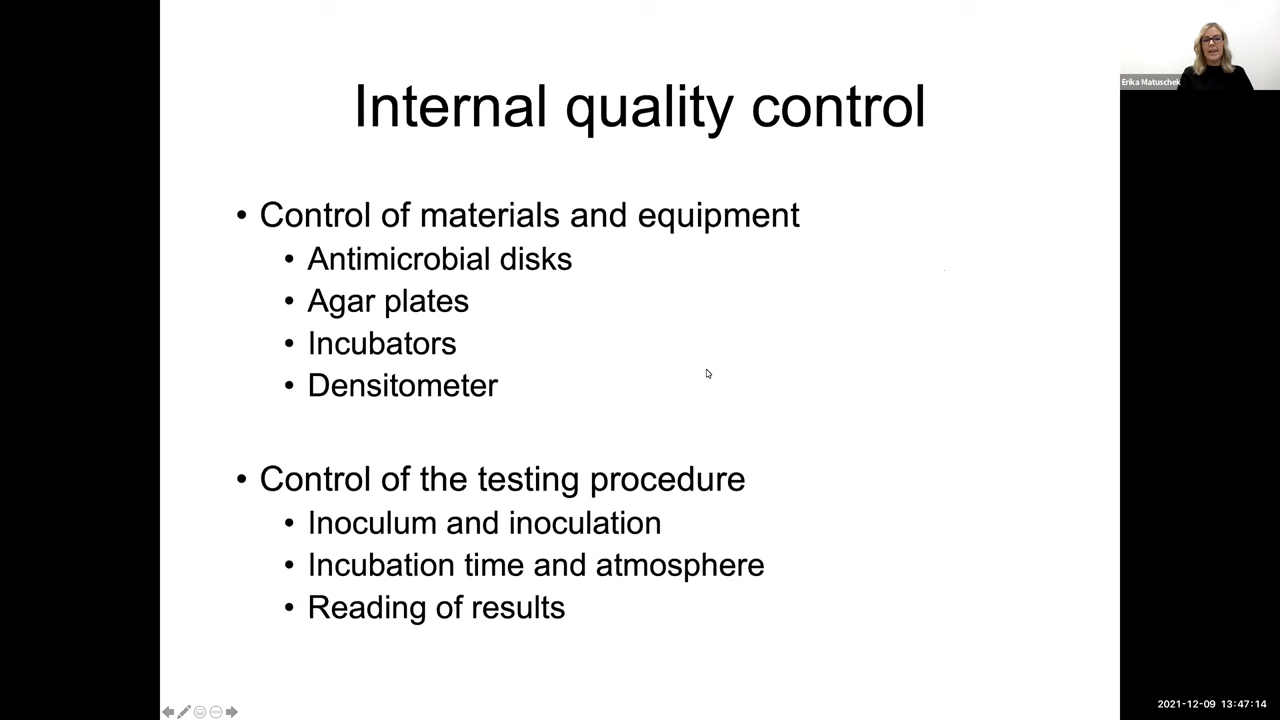 Erika Matuschek
Internal quality control
• Control of materials and equipment
• Antimicrobial disks
• Agar plates
• Incubators
• Densitometer
• Control of the testing procedure
• Inoculum and inoculation
• Incubation time and atmosphere
• Reading of results
2021-12-09 13:47:14